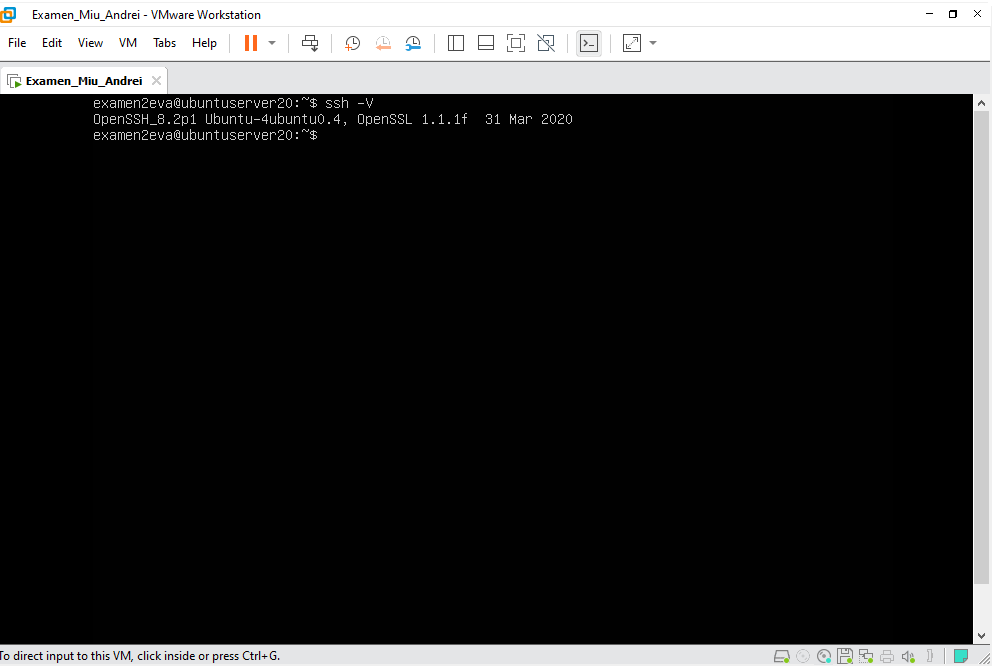 Examen_Miu_Andrei - VMware Workstation
File Edit View VM Tabs Help
Examen_Miu_Andrei
examen2eva@ubuntuserver20:~$ ssh -V
OpenSSH_8.2p1 Ubuntu-4ubuntu0.4, OpenSSL 1.1.1f  31 Mar 2020
examen2eva@ubuntuserver20:~$
To direct input to this VM, click inside or press Ctrl+G.